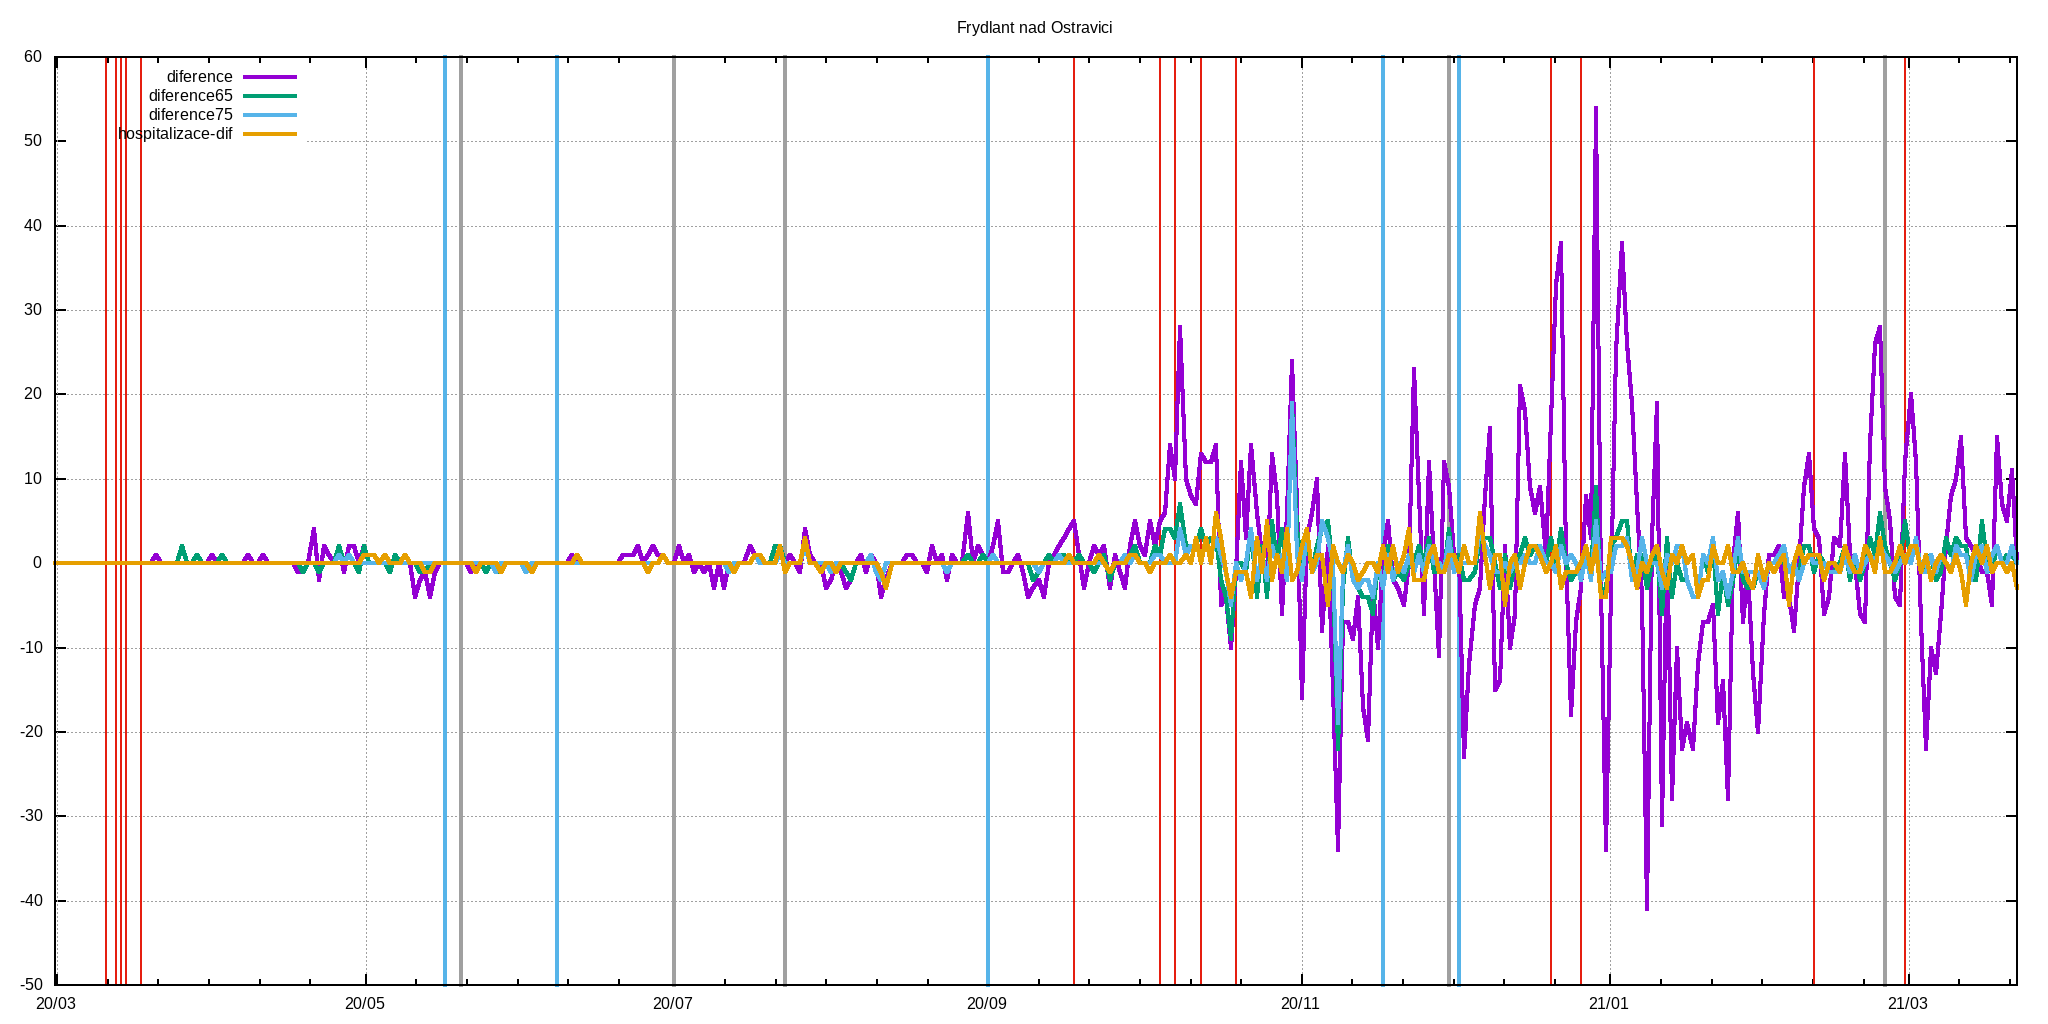 Frydlant nad Ostravici
60
50
40
30
20
10
0
-10
-20
-30
-40
-50
diference
diference65
diference75
hospitalizace-dif
20/03 20/05 20/07 20/09 20/11 21/01 21/03